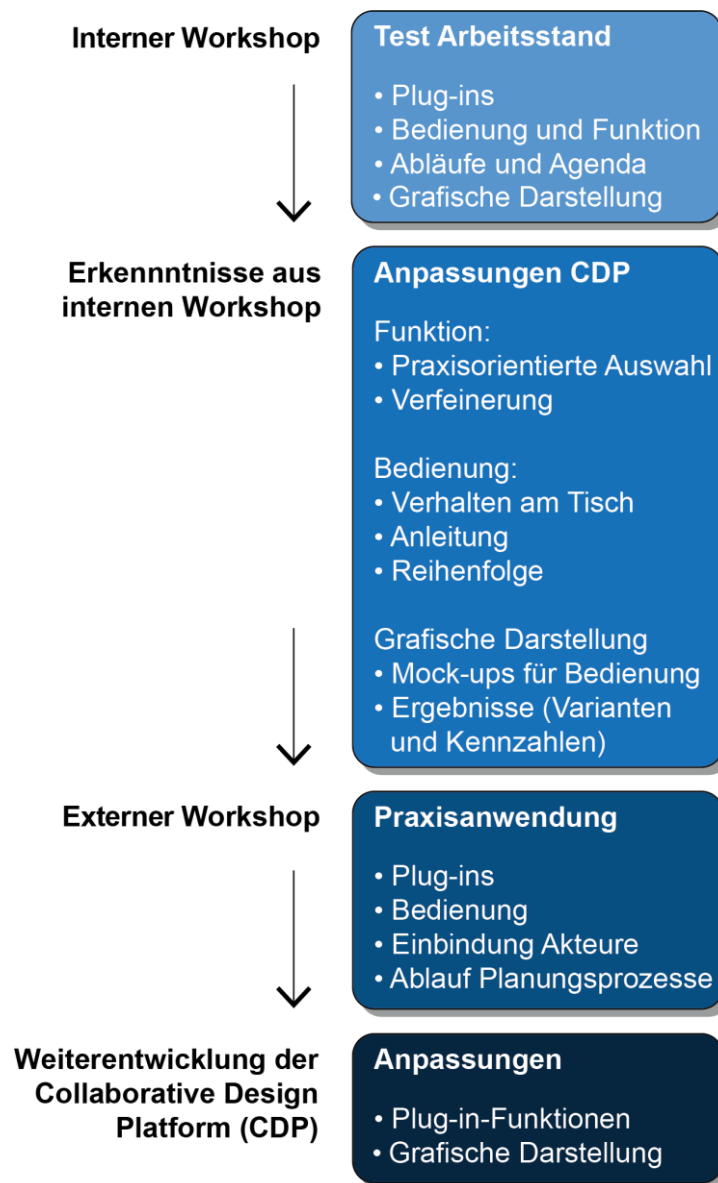 Interner Workshop
Test Arbeitsstand
• Plug-ins
• Bedienung und Funktion
• Abläufe und Agenda
• Grafische Darstellung
Erkennntnisse aus
internen Workshop
Anpassungen CDP
Funktion:
• Praxisorientierte Auswahl
• Verfeinerung
Bedienung:
• Verhalten am Tisch
• Anleitung
• Reihenfolge
Grafische Darstellung
• Mock-ups für Bedienung
• Ergebnisse (Varianten
und Kennzahlen)
Externer Workshop
Praxisanwendung
• Plug-ins
• Bedienung
• Einbindung Akteure
• Ablauf Planungsprozesse
Weiterentwicklung der
Collaborative Design
Platform (CDP)
Anpassungen
• Plug-in-Funktionen
• Grafische Darstellung